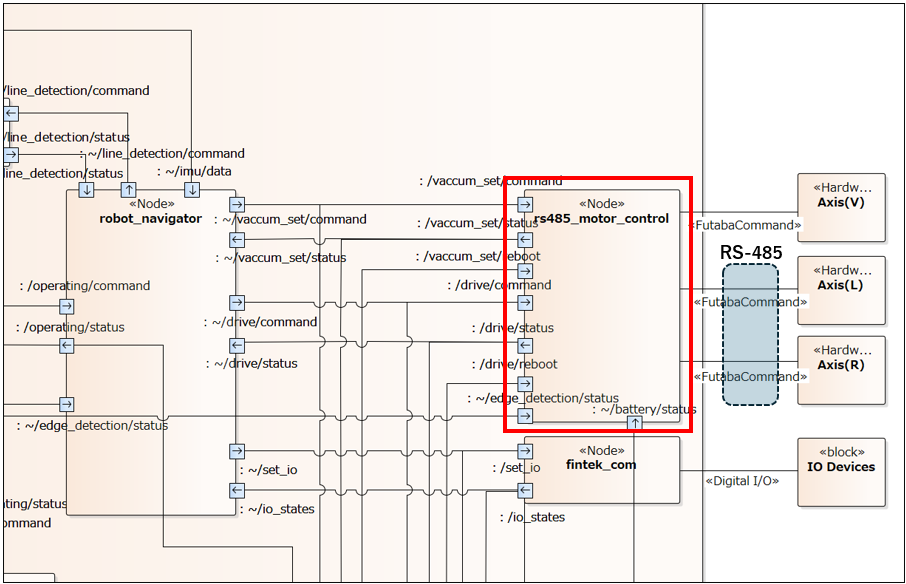 /line_detection/command
/line_detection/status
: ~/line_detection/command
line_detection/status
: ~/imu/data
«Node»
robot_navigator
: ~/vaccum_set/command
: ~/vaccum_set/status
: /operating/command
: /operating/status
: ~/drive/command
: ~/drive/status
: ~/edge_detection/status
: ~/set_io
: ~/io_states
ating/status
ommand
: /vaccum_set/command
: /vaccum_set/status
: /vaccum_set/reboot
: /drive/command
: /drive/status
: /drive/reboot
: ~/edge_detection/status
: ~/battery/status
«Node»
rs485_motor_control
«Node»
fintek_com
: /set_io
: /io_states
«Hardw...
Axis(V)
«FutabaCommand»
RS-485
«Hardw...
Axis(L)
«FutabaCommand»
«Hardw...
Axis(R)
«FutabaCommand»
«block»
IO Devices
«Digital I/O»